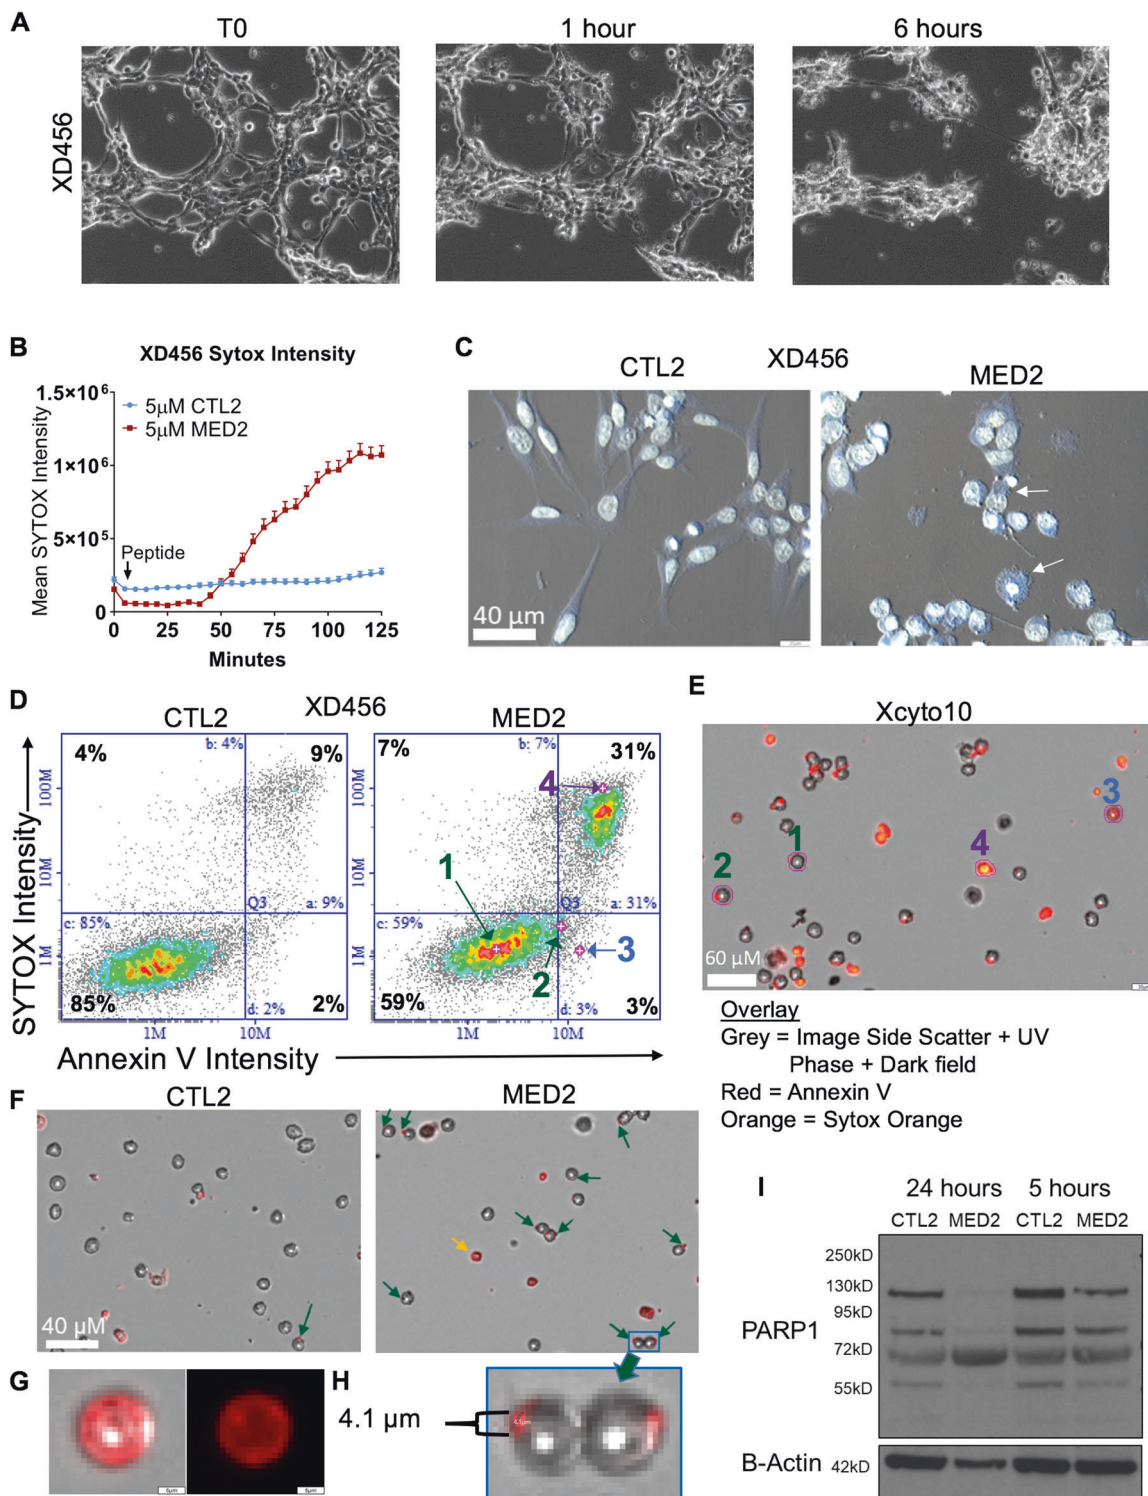 A
T0
1 hour
6 hours
XD456
B
XD456 Sytox Intensity
Mean SYTOX Intensity
1.5×10⁶
1×10⁶
5×10⁵
0
5μM CTL2
5μM MED2
Peptide
0 25 50 75 100 125
Minutes
C
CTL2
XD456
MED2
40 μm
D
XD456
CTL2
MED2
SYTOX Intensity
100M
10M
1M
4%
b: 4%
9%
Q3
a: 9%
c: 85%
85%
d: 2%
2%
1M
10M
100M
10M
1M
7%
b: 7%
31%
4
1
Q3
a: 31%
c: 59%
3
2
59%
d: 3%
3%
1M
10M
Annexin V Intensity
E
Xcyto10
3
1
4
2
60 μM
Overlay
Grey = Image Side Scatter + UV
Phase + Dark field
Red = Annexin V
Orange = Sytox Orange
F
CTL2
MED2
40 μM
G
5μm
5μm
H
4.1 μm
4.1μm
I
24 hours 5 hours
CTL2 MED2 CTL2 MED2
250kD
130kD
95kD
PARP1
72kD
55kD
B-Actin
42kD